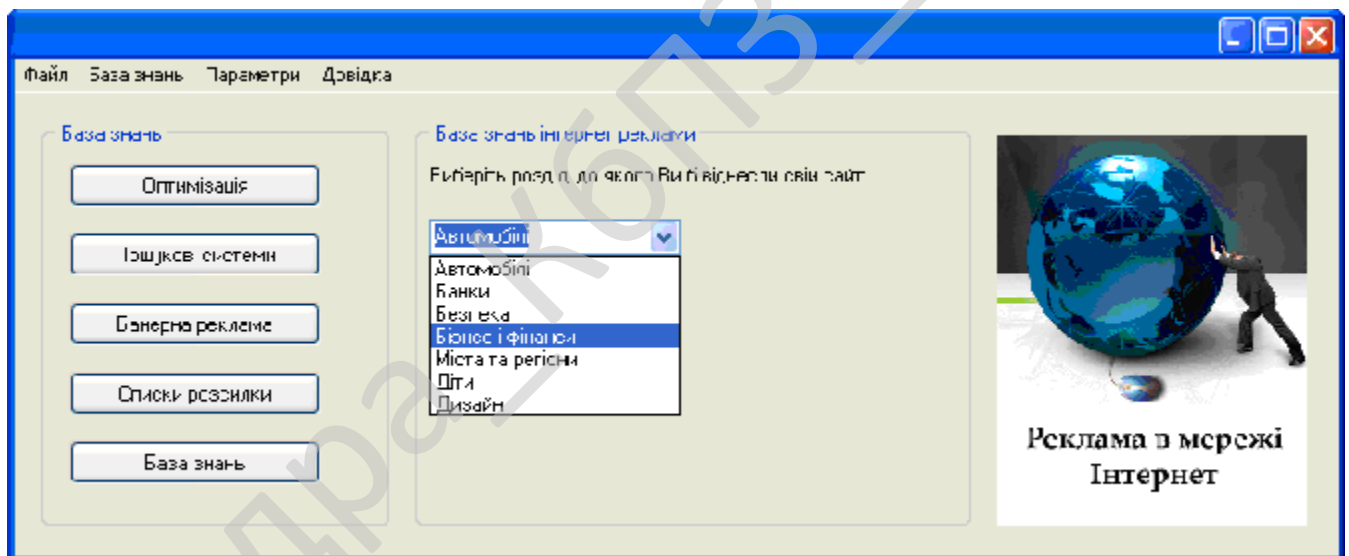 Файл База знань Параметри Довідка
База знань
Оптимізація
Пошукові системи
Банерна реклама
Списки розсилки
База знань
База знань інтернет реклами
Виберіть розділ, до якого Ви б віднесли свій сайт
Автомобілі
Автомобілі
Банки
Безпека
Бізнес і фінанси
Міста та регіони
Діти
Дизайн
Реклама в мережі
Інтернет